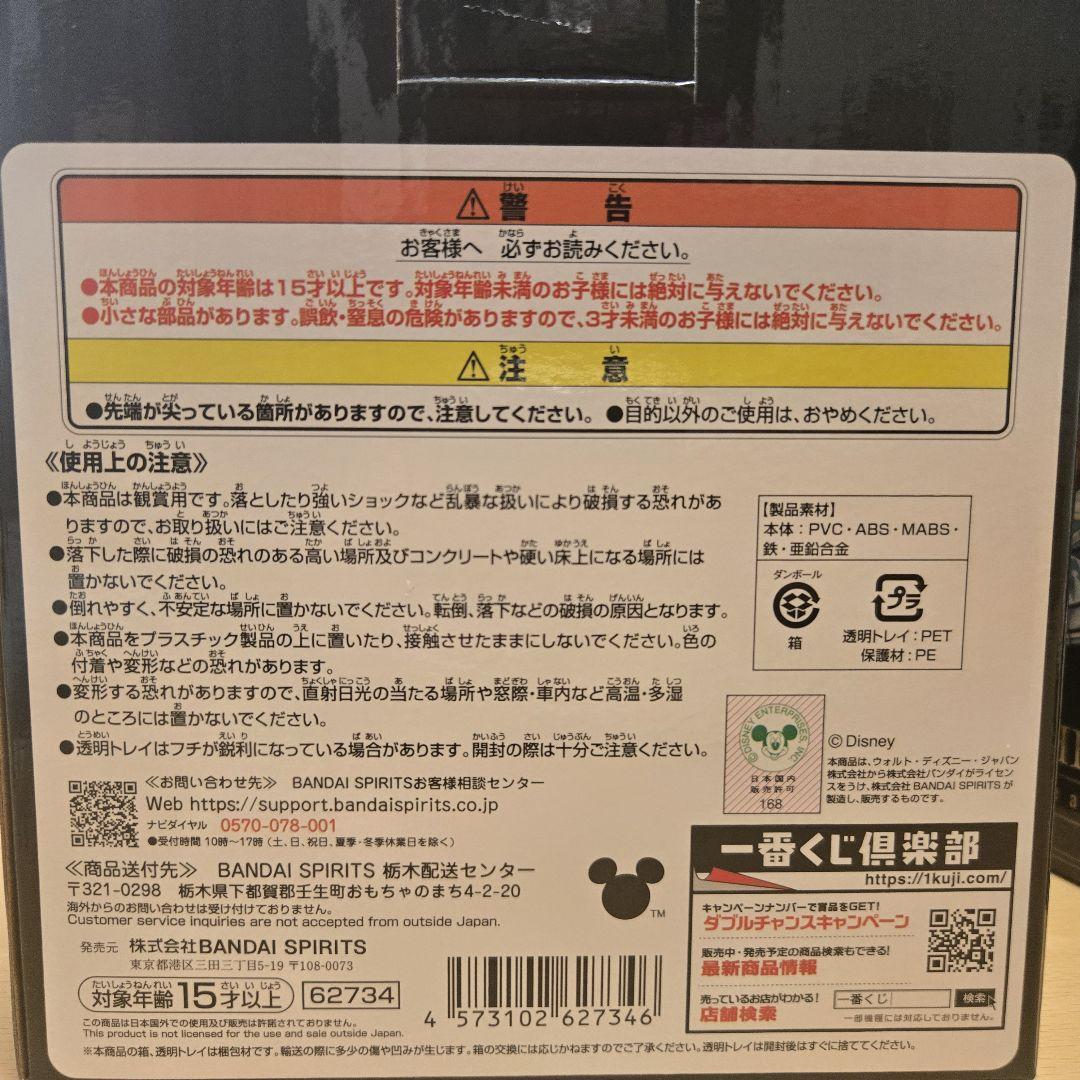 ⚠警告
お客様へ 必ずお読みください。
●本商品の対象年齢は15才以上です。対象年齢未満のお子様には絶対に与えないでください。
●小さな部品があります。誤飲・窒息の危険がありますので、3才未満のお子様には絶対に与えないでください。
⚠注意
●先端が尖っている箇所がありますので、注意してください。 ●目的以外のご使用は、おやめください。
《使用上の注意》
●本商品は観賞用です。落としたり強いショックなど乱暴な扱いにより破損する恐れがあ
りますので、お取り扱いにはご注意ください。
●落下した際に破損の恐れのある高い場所及びコンクリートや硬い床上になる場所には
置かないでください。
●倒れやすく、不安定な場所に置かないでください。転倒、落下などの破損の原因となります。
●本商品をプラスチック製品の上に置いたり、接触させたままにしないでください。色の
付着や変形などの恐れがあります。
●変形する恐れがありますので、直射日光の当たる場所や窓際・車内など高温・多湿
のところには置かないでください。
●透明トレイはフチが鋭利になっている場合があります。開封の際は十分ご注意ください。
【製品素材】
本体：PVC・ABS・MABS・
鉄・亜鉛合金
ダンボール
箱
プラ
透明トレイ：PET
保護材：PE
©DISNEY ENTERPRISES, INC
日本国内
販売許可
168
©Disney
本商品は、ウォルト・ディズニー・ジャパン
株式会社から株式会社バンダイがライセン
スをうけ、株式会社 BANDAI SPIRITS が
製造し、販売するものです。
≪お問い合わせ先≫ BANDAI SPIRITSお客様相談センター
Web https://support.bandaispirits.co.jp
ナビダイヤル 0570-078-001
●受付時間 10時～17時（土、日、祝日、夏季・冬季休業日を除く）
≪商品送付先≫ BANDAI SPIRITS 栃木配送センター
〒321-0298 栃木県下都賀郡壬生町おもちゃのまち4-2-20
海外からのお問い合わせは受け付けておりません。
Customer service inquiries are not accepted from outside Japan.
TM
発売元 株式会社BANDAI SPIRITS
東京都港区三田三丁目5-19 〒108-0073
対象年齢15才以上
62734
4 573102 627346
この商品は日本国外での使用及び販売は許諾されておりません。
This product is not licensed for the use and sale outside Japan.
※本商品の箱、透明トレイは梱包材です。輸送の際に多少の傷や凹みが生じます。箱の交換には応じかねますのでご了承ください。透明トレイは開封後はすぐに捨ててください。
一番くじ倶楽部
https://1kuji.com/
キャンペーンナンバーで賞品をGET!
ダブルチャンスキャンペーン
販売中・発売予定の商品検索もできる!
最新商品情報
売っているお店がわかる!
店舗検索
一番くじ 検索
一部機種には対応しておりません。